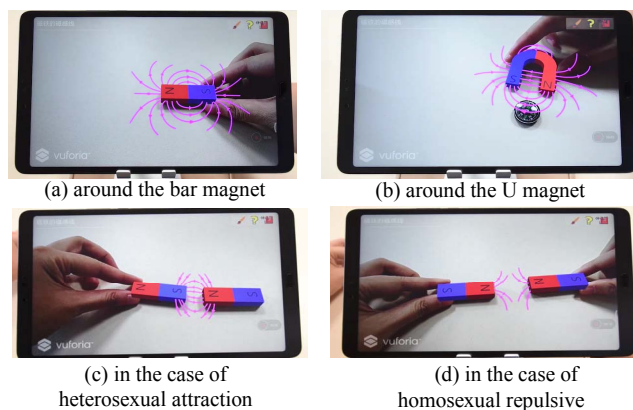 N S
vuforia
(a) around the bar magnet
S N
vuforia
(b) around the U magnet
N S N S
vuforia
(c) in the case of
heterosexual attraction
S N N S
vuforia
(d) in the case of
homosexual repulsive